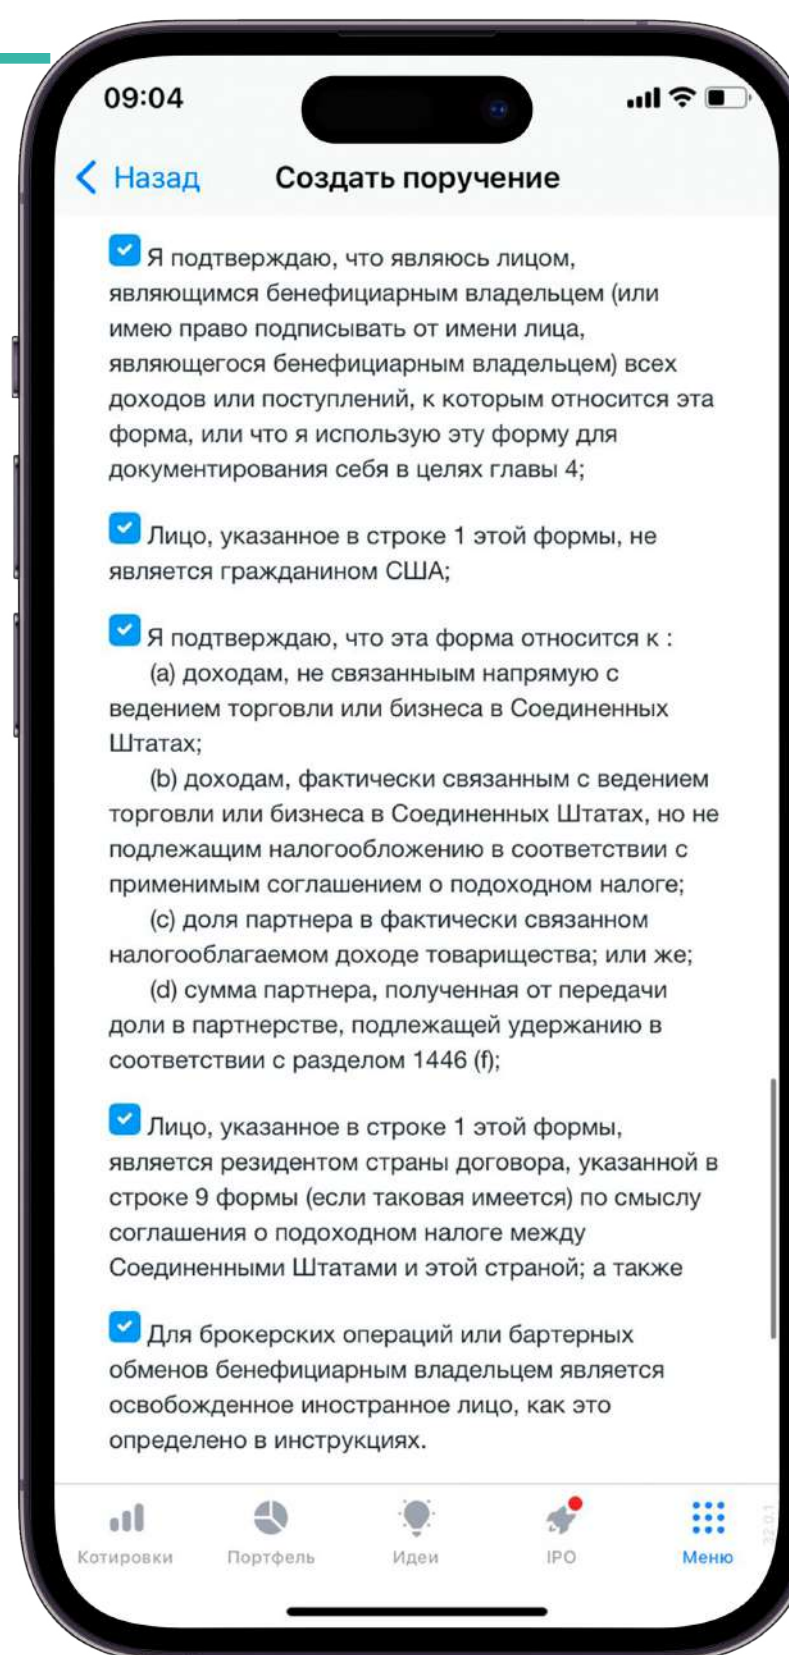 09:04
Назад
Создать поручение
Я подтверждаю, что являюсь лицом,
являющимся бенефициарным владельцем (или
имею право подписывать от имени лица,
являющегося бенефициарным владельцем) всех
доходов или поступлений, к которым относится эта
форма, или что я использую эту форму для
документирования себя в целях главы 4;
Лицо, указанное в строке 1 этой формы, не
является гражданином США;
Я подтверждаю, что эта форма относится к :
(a) доходам, не связанныым напрямую с
ведением торговли или бизнеса в Соединенных
Штатах;
(b) доходам, фактически связанным с ведением
торговли или бизнеса в Соединенных Штатах, но не
подлежащим налогообложению в соответствии с
применимым соглашением о подоходном налоге;
(c) доля партнера в фактически связанном
налогооблагаемом доходе товарищества; или же;
(d) сумма партнера, полученная от передачи
доли в партнерстве, подлежащей удержанию в
соответствии с разделом 1446 (f);
Лицо, указанное в строке 1 этой формы,
является резидентом страны договора, указанной в
строке 9 формы (если таковая имеется) по смыслу
соглашения о подоходном налоге между
Соединенными Штатами и этой страной; а также
Для брокерских операций или бартерных
обменов бенефициарным владельцем является
освобожденное иностранное лицо, как это
определено в инструкциях.
Котировки
Портфель
Идеи
IPO
Меню